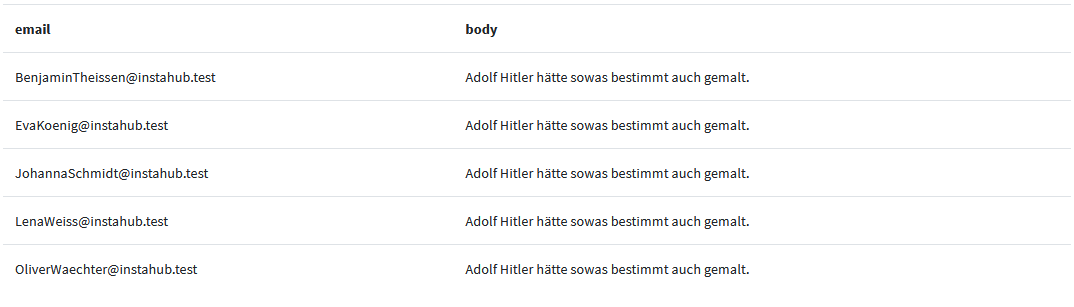 email body
BenjaminTheissen@instahub.test Adolf Hitler hätte sowas bestimmt auch gemalt.
EvaKoenig@instahub.test Adolf Hitler hätte sowas bestimmt auch gemalt.
JohannaSchmidt@instahub.test Adolf Hitler hätte sowas bestimmt auch gemalt.
LenaWeiss@instahub.test Adolf Hitler hätte sowas bestimmt auch gemalt.
OliverWaechter@instahub.test Adolf Hitler hätte sowas bestimmt auch gemalt.